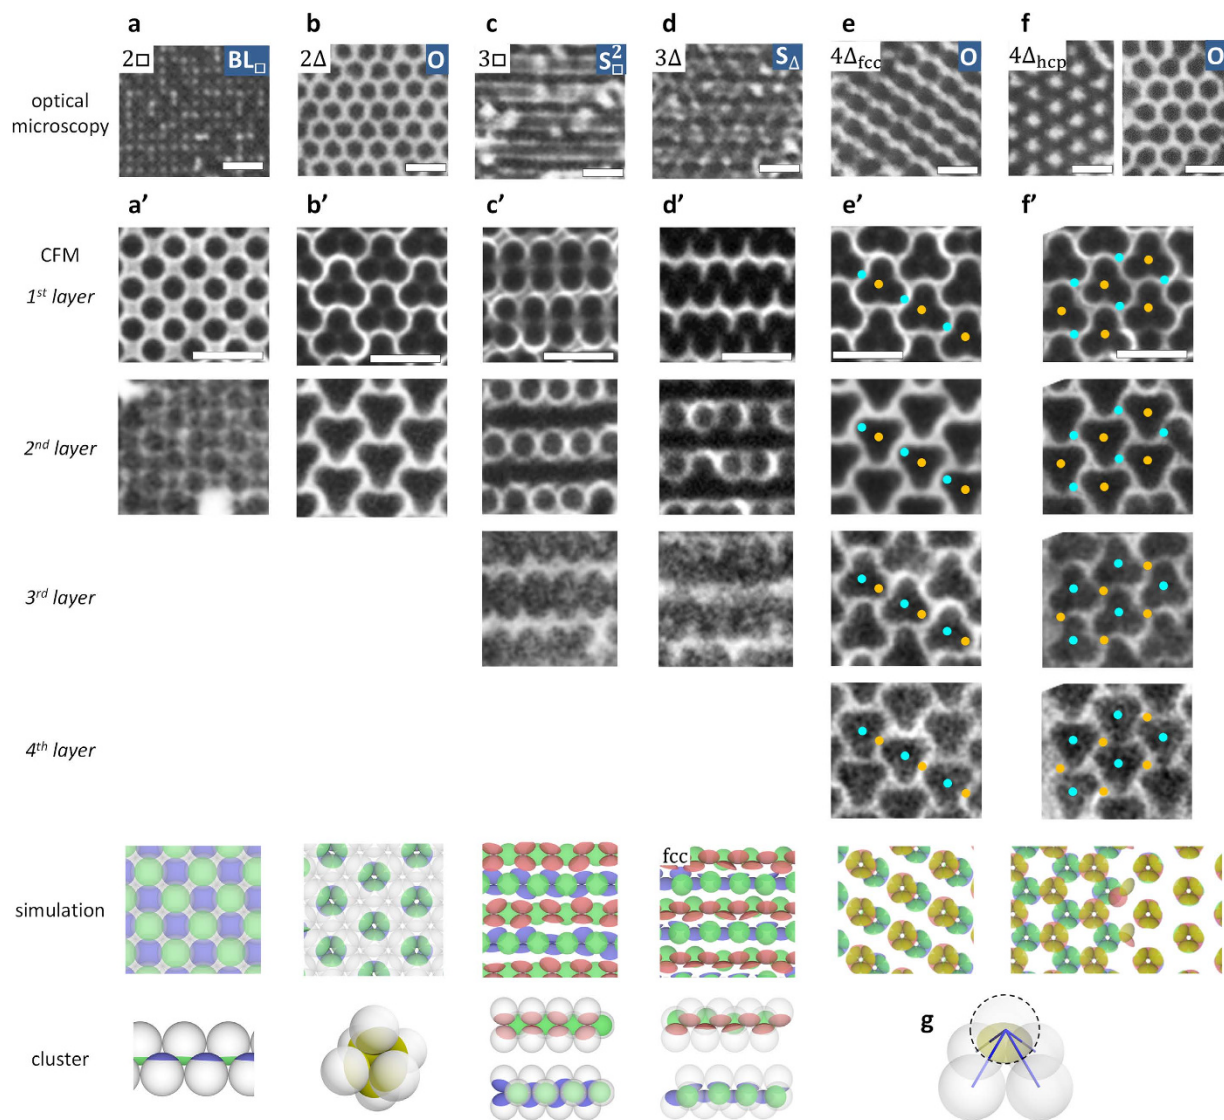 a b c d e f
2□ BL□ 2Δ O 3□ S²□ 3Δ SΔ 4Δfcc O 4Δhcp O
optical
microscopy
a’ b’ c’ d’ e’ f’
CFM
1st layer
2nd layer
3rd layer
4th layer
fcc
simulation
g
cluster